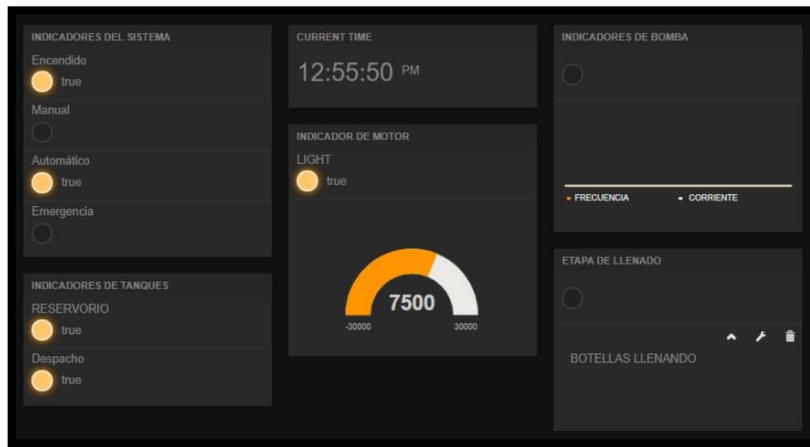 INDICADORES DEL SISTEMA
Encendido
true
Manual
Automático
true
Emergencia
INDICADORES DE TANQUES
RESERVORIO
true
Despacho
true
CURRENT TIME
12:55:50 PM
INDICADOR DE MOTOR
LIGHT
true
7500
-30000 30000
INDICADORES DE BOMBA
FRECUENCIA CORRIENTE
ETAPA DE LLENADO
BOTELLAS LLENANDO